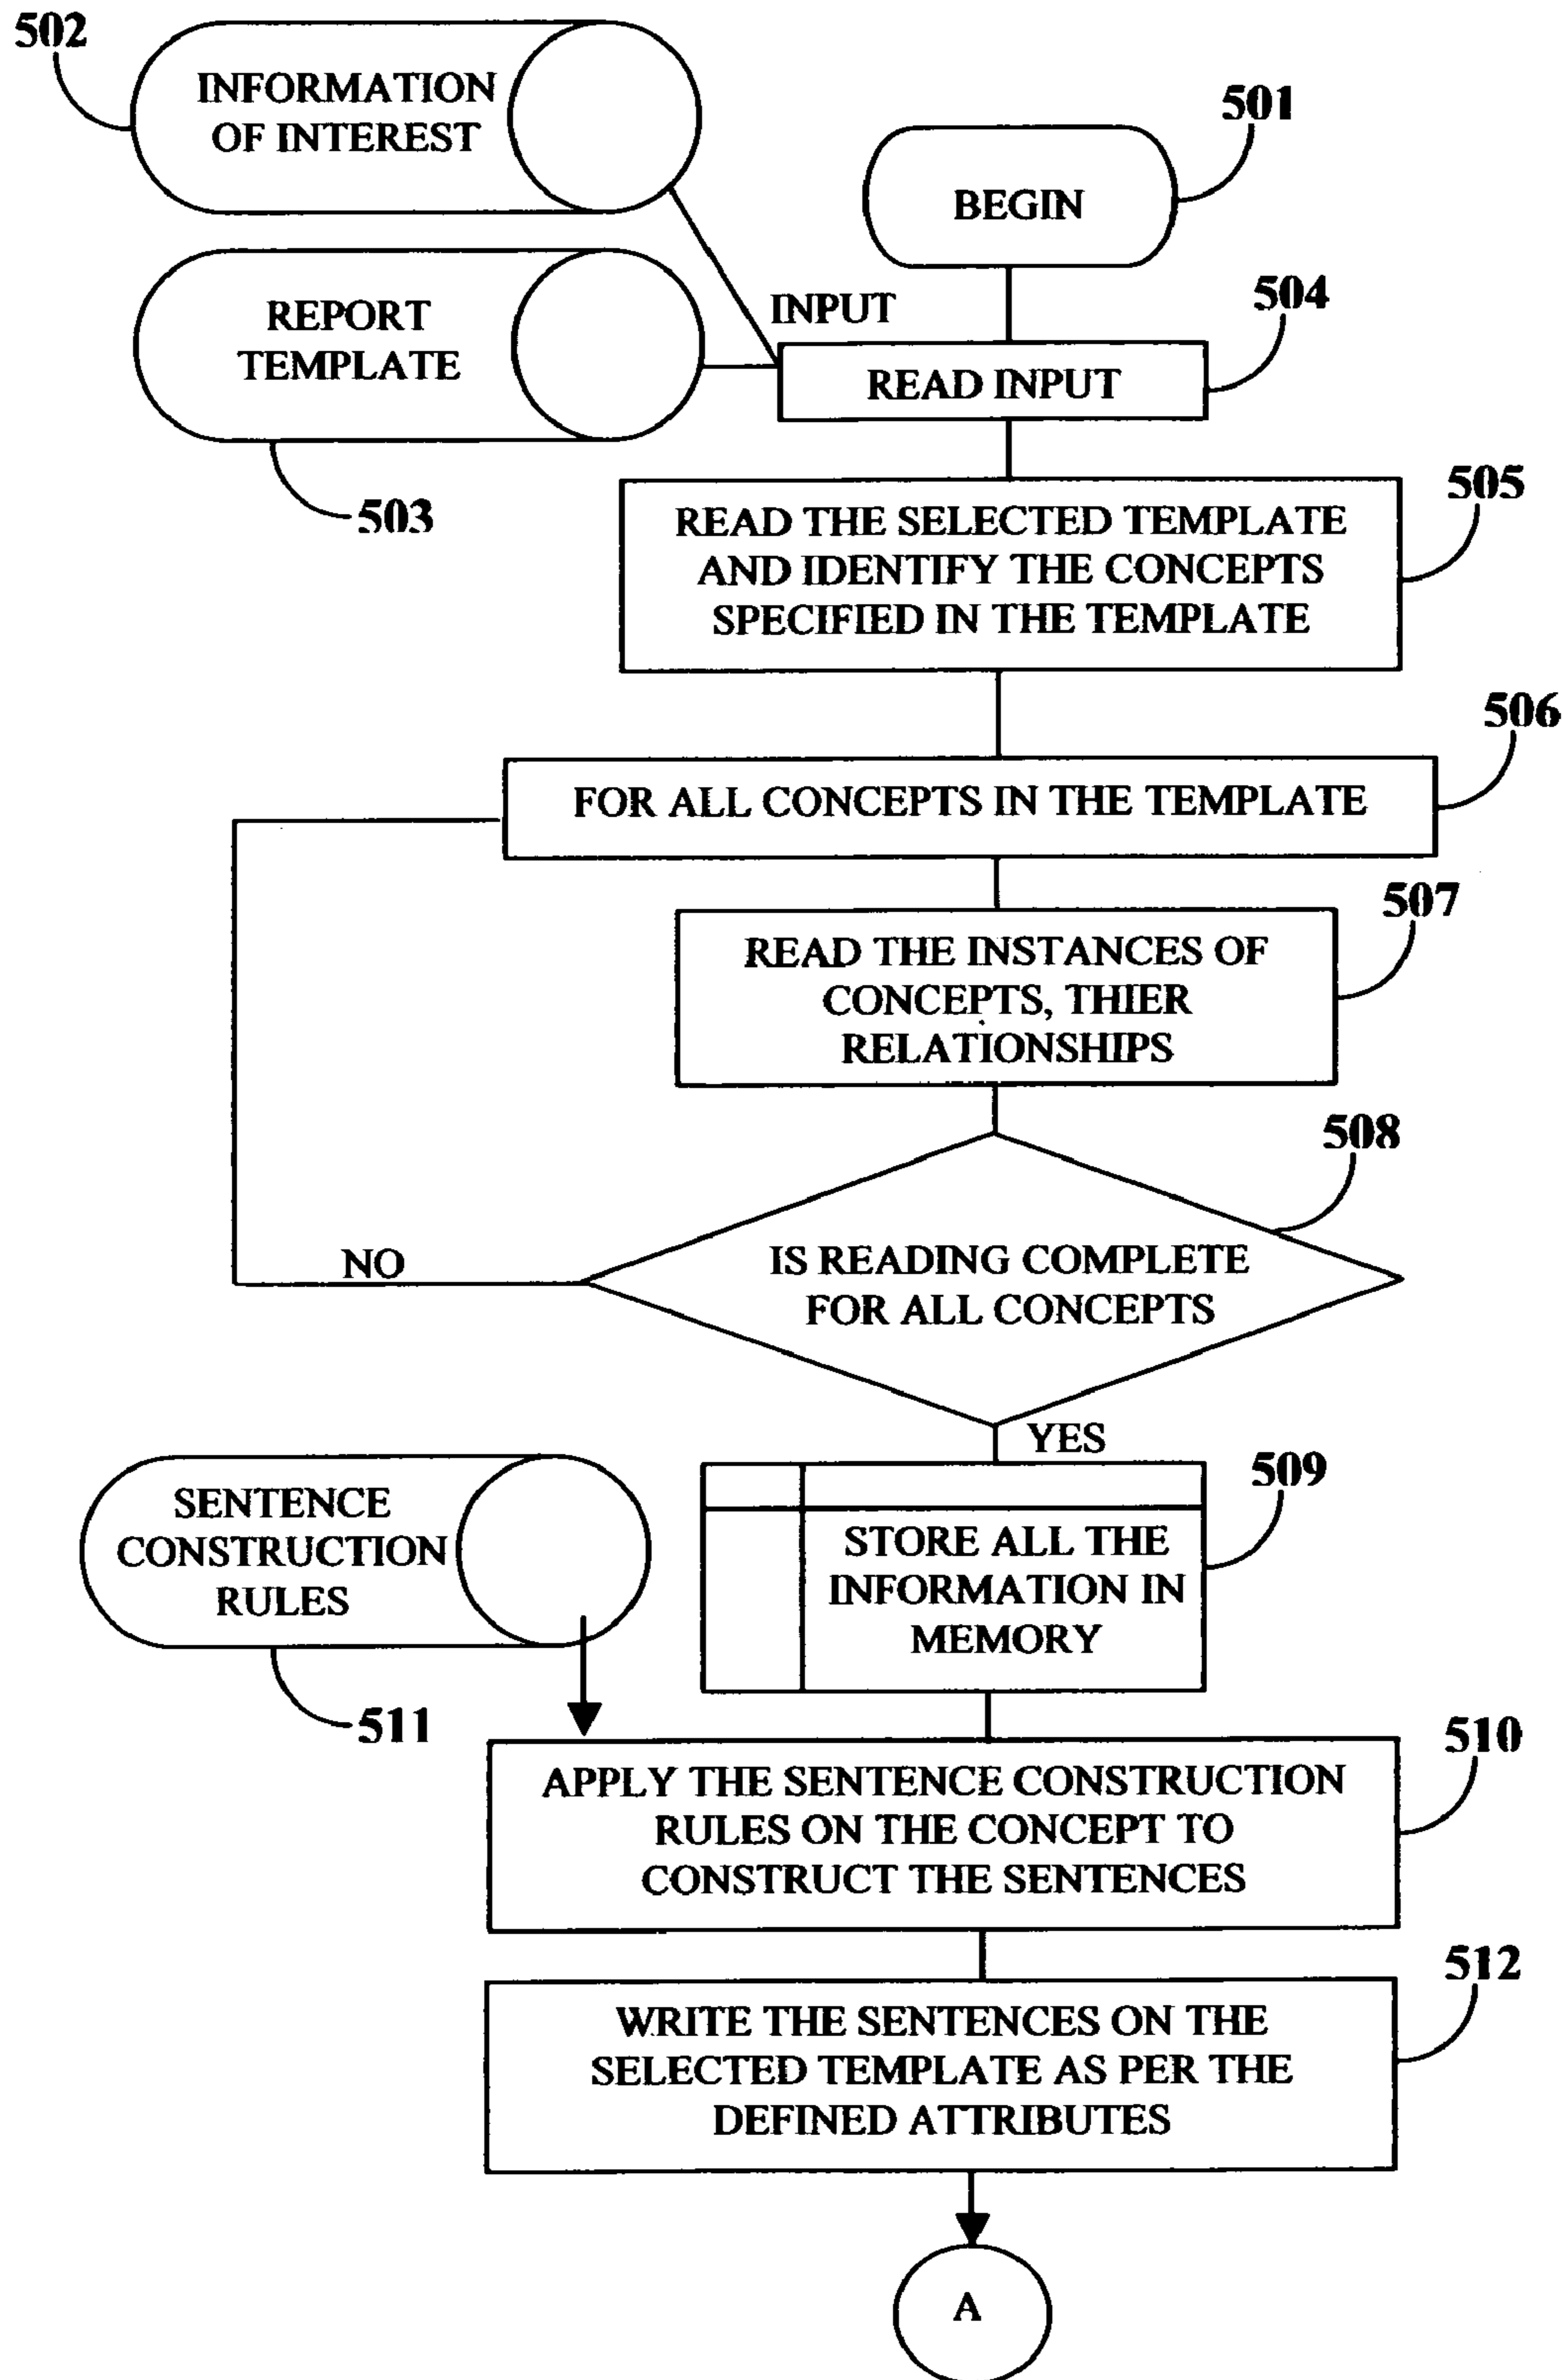 502
INFORMATION
OF INTEREST
501
BEGIN
REPORT
TEMPLATE
503
INPUT
504
READ INPUT
505
READ THE SELECTED TEMPLATE
AND IDENTIFY THE CONCEPTS
SPECIFIED IN THE TEMPLATE
506
FOR ALL CONCEPTS IN THE TEMPLATE
507
READ THE INSTANCES OF
CONCEPTS, THIER
RELATIONSHIPS
508
IS READING COMPLETE
FOR ALL CONCEPTS
NO
YES
509
STORE ALL THE
INFORMATION IN
MEMORY
SENTENCE
CONSTRUCTION
RULES
511
510
APPLY THE SENTENCE CONSTRUCTION
RULES ON THE CONCEPT TO
CONSTRUCT THE SENTENCES
512
WRITE THE SENTENCES ON THE
SELECTED TEMPLATE AS PER THE
DEFINED ATTRIBUTES
A